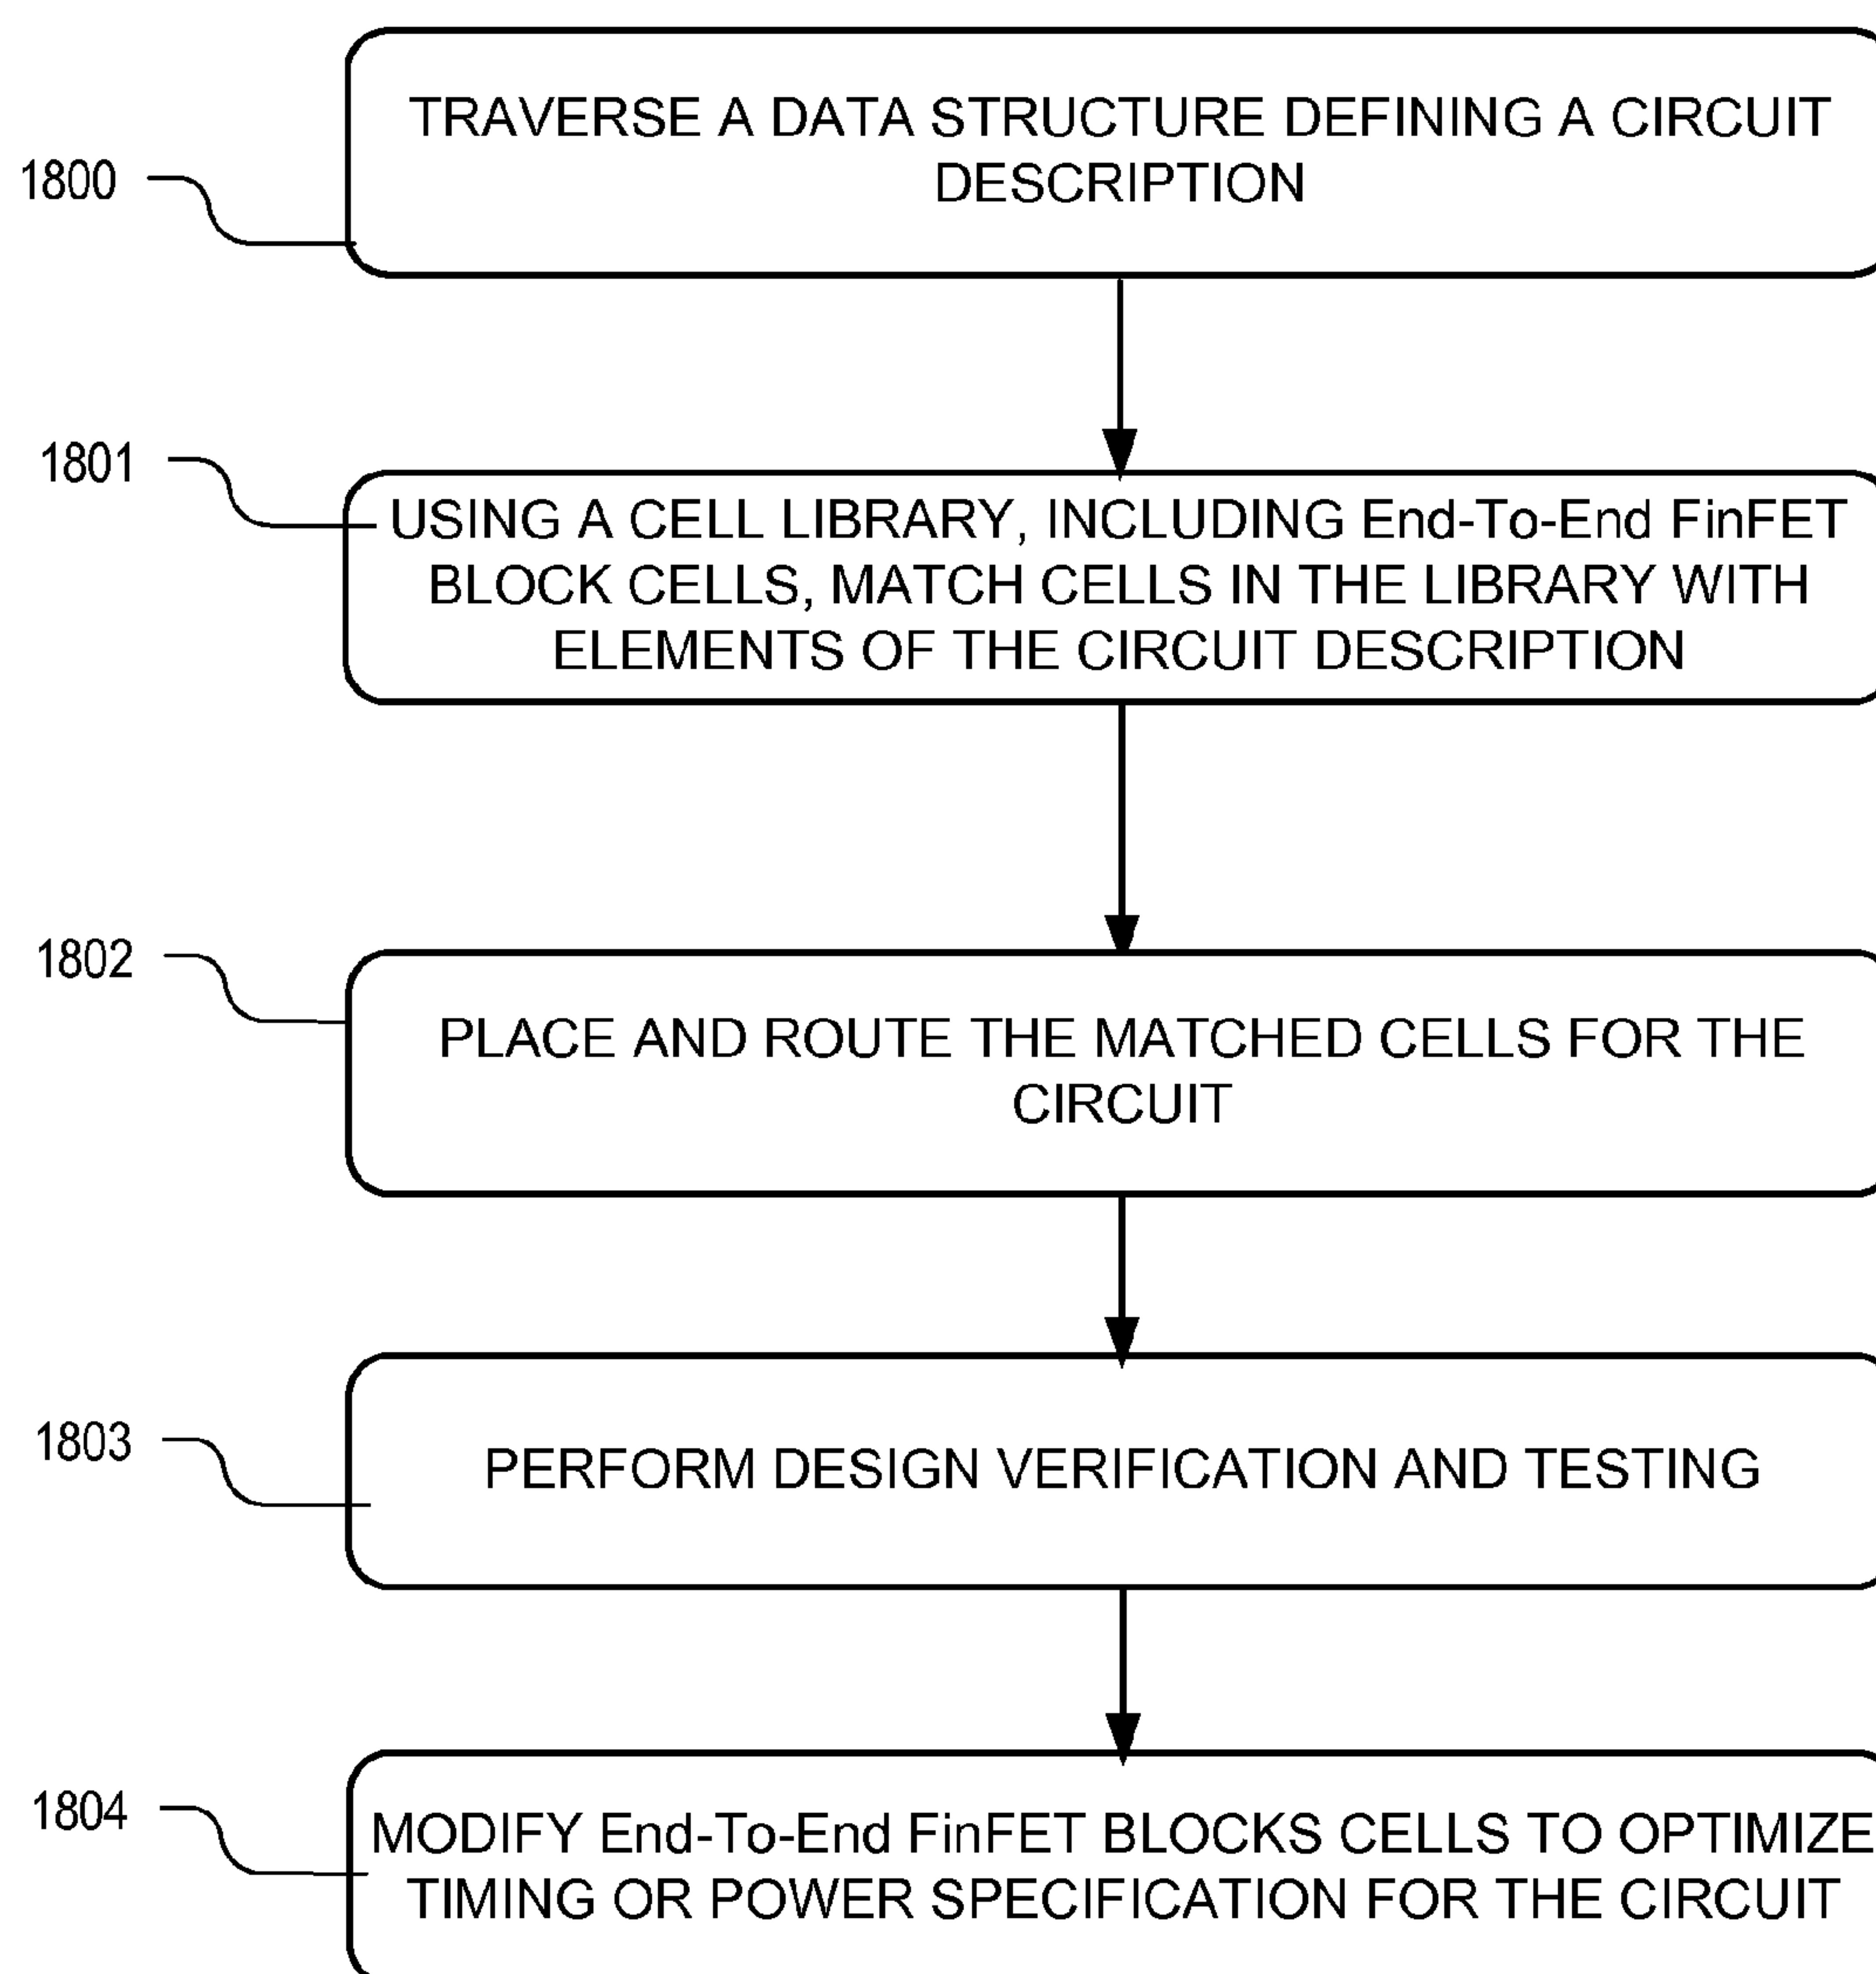 TRAVERSE A DATA STRUCTURE DEFINING A CIRCUIT
DESCRIPTION
1800
1801
USING A CELL LIBRARY, INCLUDING End-To-End FinFET
BLOCK CELLS, MATCH CELLS IN THE LIBRARY WITH
ELEMENTS OF THE CIRCUIT DESCRIPTION
1802
PLACE AND ROUTE THE MATCHED CELLS FOR THE
CIRCUIT
1803
PERFORM DESIGN VERIFICATION AND TESTING
1804
MODIFY End-To-End FinFET BLOCKS CELLS TO OPTIMIZE
TIMING OR POWER SPECIFICATION FOR THE CIRCUIT